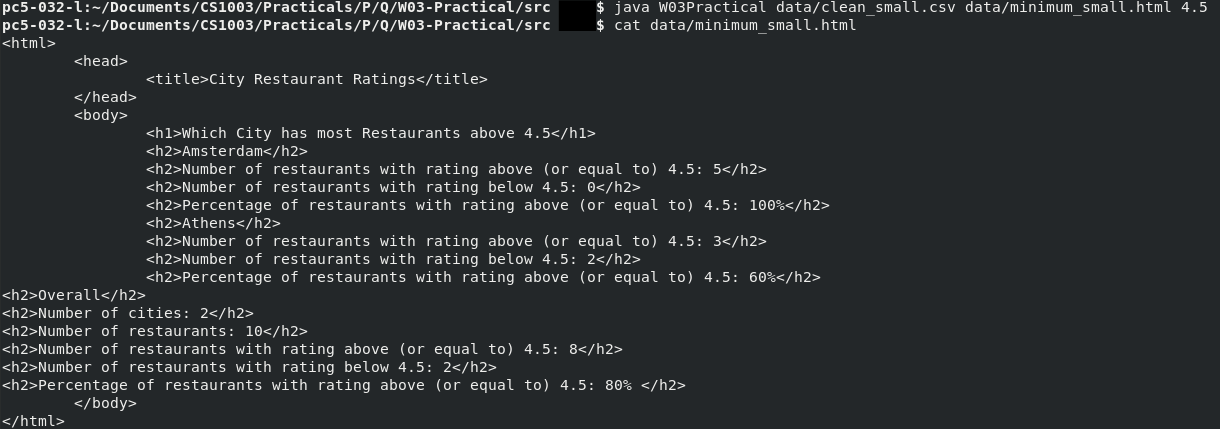 pc5-032-l:~/Documents/CS1003/Practicals/P/Q/W03-Practical/src $ java W03Practical data/clean_small.csv data/minimum_small.html 4.5
pc5-032-l:~/Documents/CS1003/Practicals/P/Q/W03-Practical/src $ cat data/minimum_small.html
<html>
        <head>
                <title>City Restaurant Ratings</title>
        </head>
        <body>
                <h1>Which City has most Restaurants above 4.5</h1>
                <h2>Amsterdam</h2>
                <h2>Number of restaurants with rating above (or equal to) 4.5: 5</h2>
                <h2>Number of restaurants with rating below 4.5: 0</h2>
                <h2>Percentage of restaurants with rating above (or equal to) 4.5: 100%</h2>
                <h2>Athens</h2>
                <h2>Number of restaurants with rating above (or equal to) 4.5: 3</h2>
                <h2>Number of restaurants with rating below 4.5: 2</h2>
                <h2>Percentage of restaurants with rating above (or equal to) 4.5: 60%</h2>
<h2>Overall</h2>
<h2>Number of cities: 2</h2>
<h2>Number of restaurants: 10</h2>
<h2>Number of restaurants with rating above (or equal to) 4.5: 8</h2>
<h2>Number of restaurants with rating below 4.5: 2</h2>
<h2>Percentage of restaurants with rating above (or equal to) 4.5: 80% </h2>
        </body>
</html>